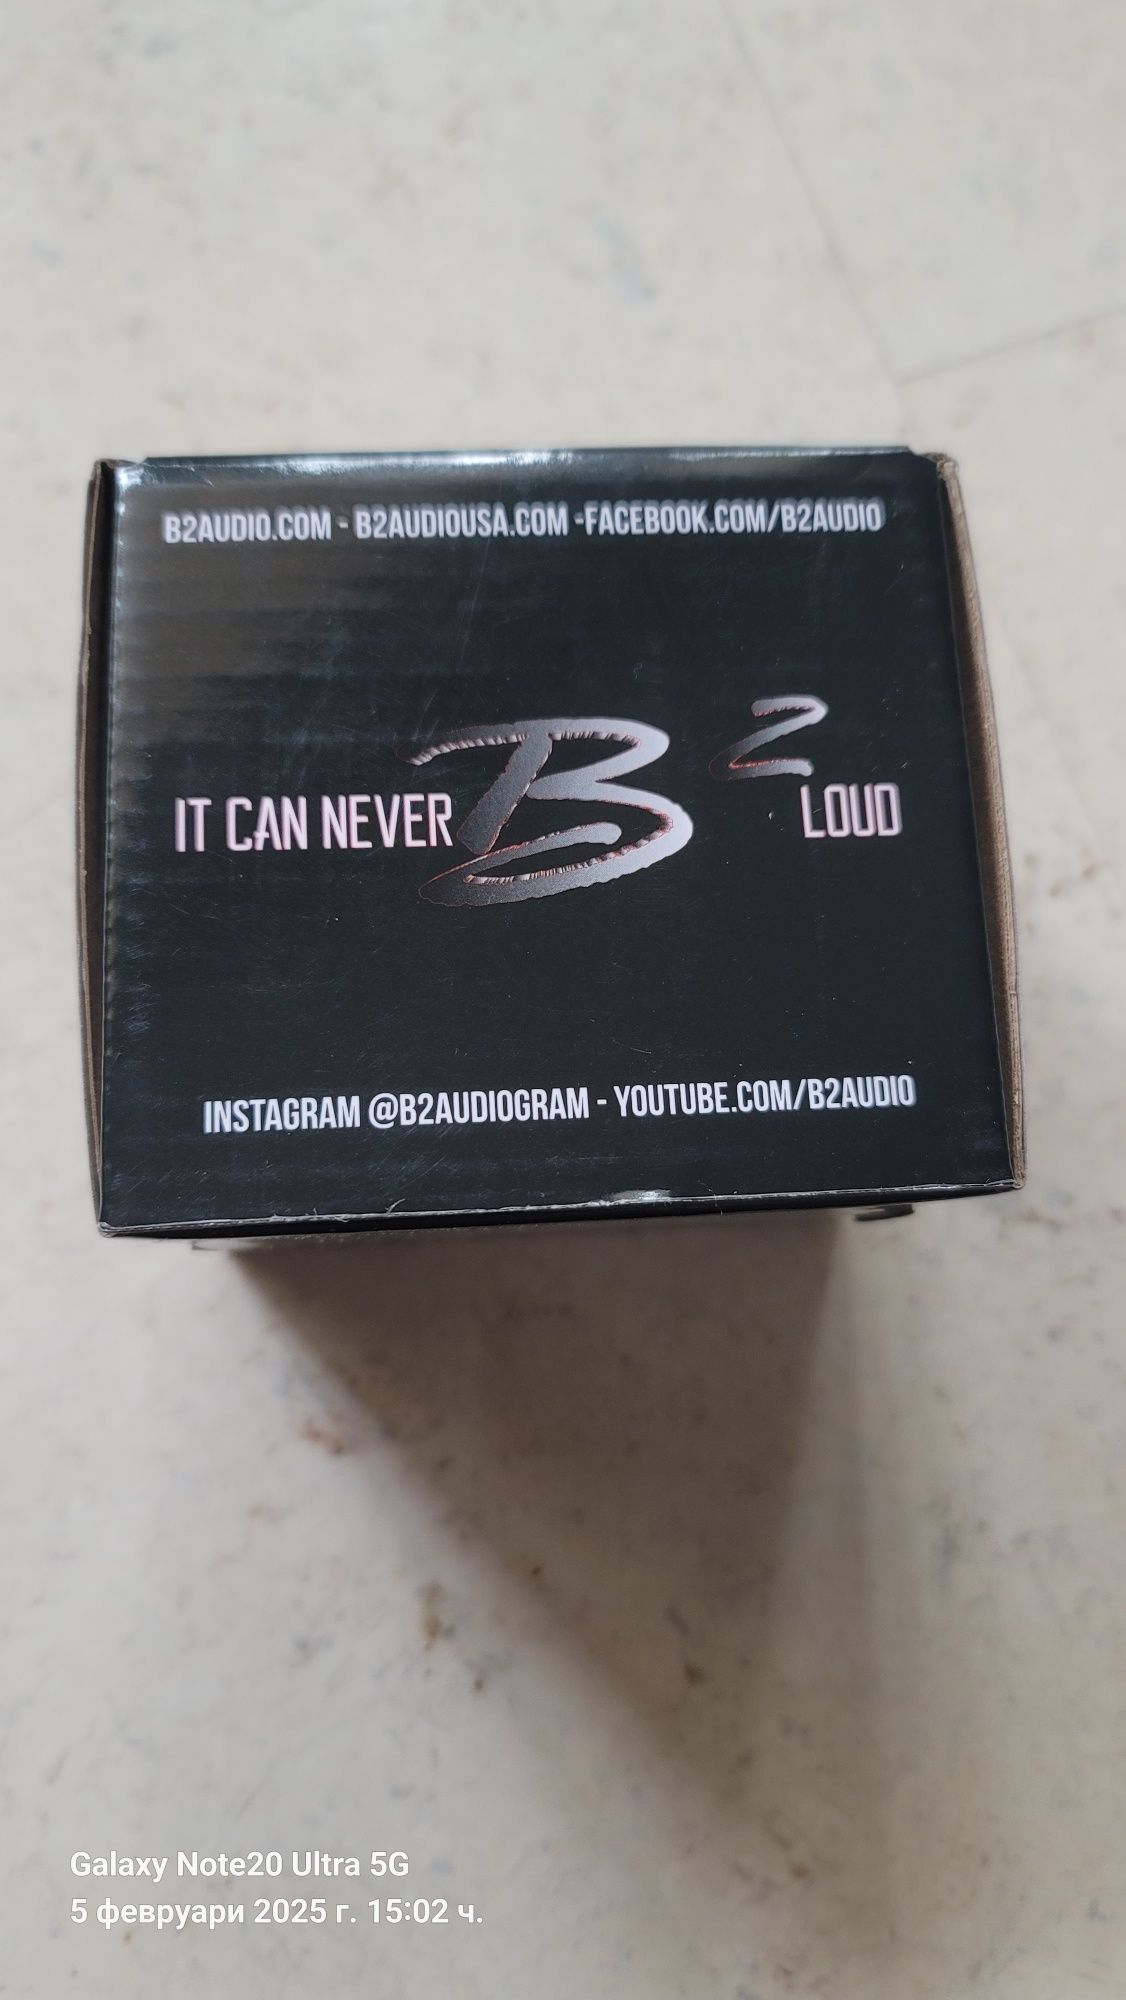 B2AUDIO.COM - B2AUDIOUSA.COM -FACEBOOK.COM/B2AUDIO
IT CAN NEVER B2 LOUD
INSTAGRAM @B2AUDIOGRAM - YOUTUBE.COM/B2AUDIO
Galaxy Note20 Ultra 5G
5 февруари 2025 г. 15:02 ч.